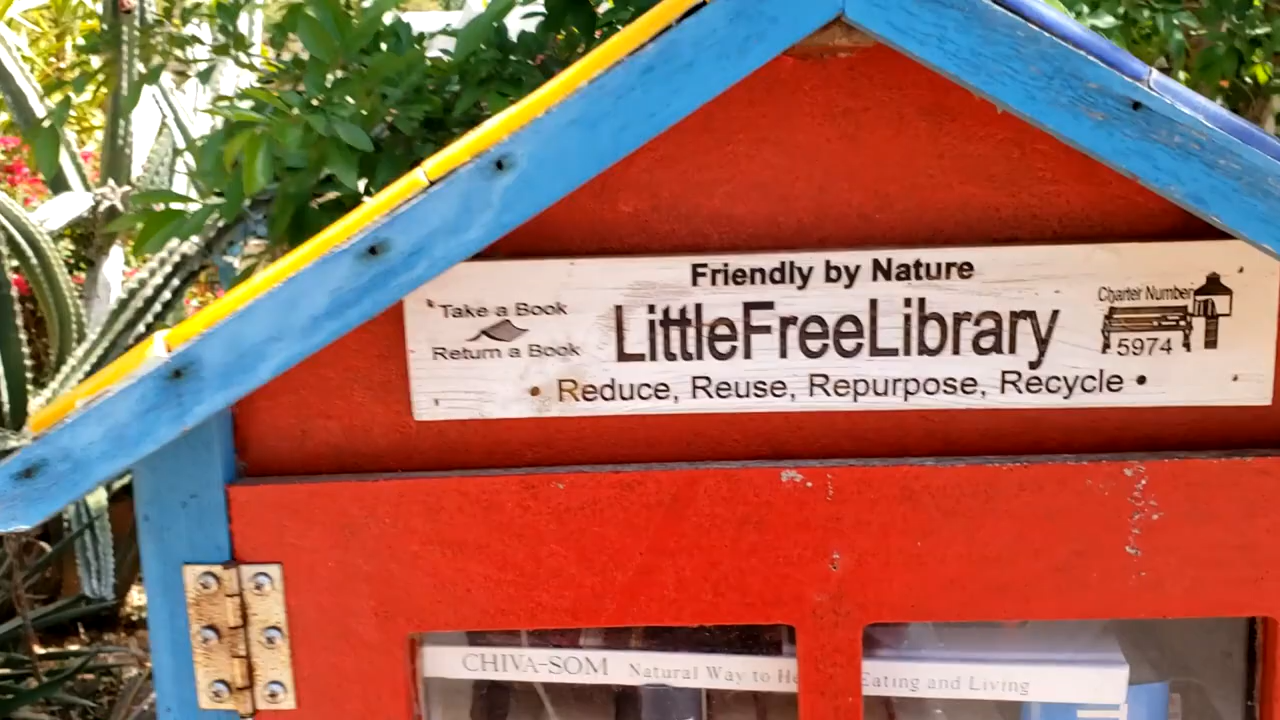 Friendly by Nature
Take a Book
Return a Book
LittleFreeLibrary
Charter Number
5974
• Reduce, Reuse, Repurpose, Recycle •
CHIVA-SOM Natural Way to Eating and Living